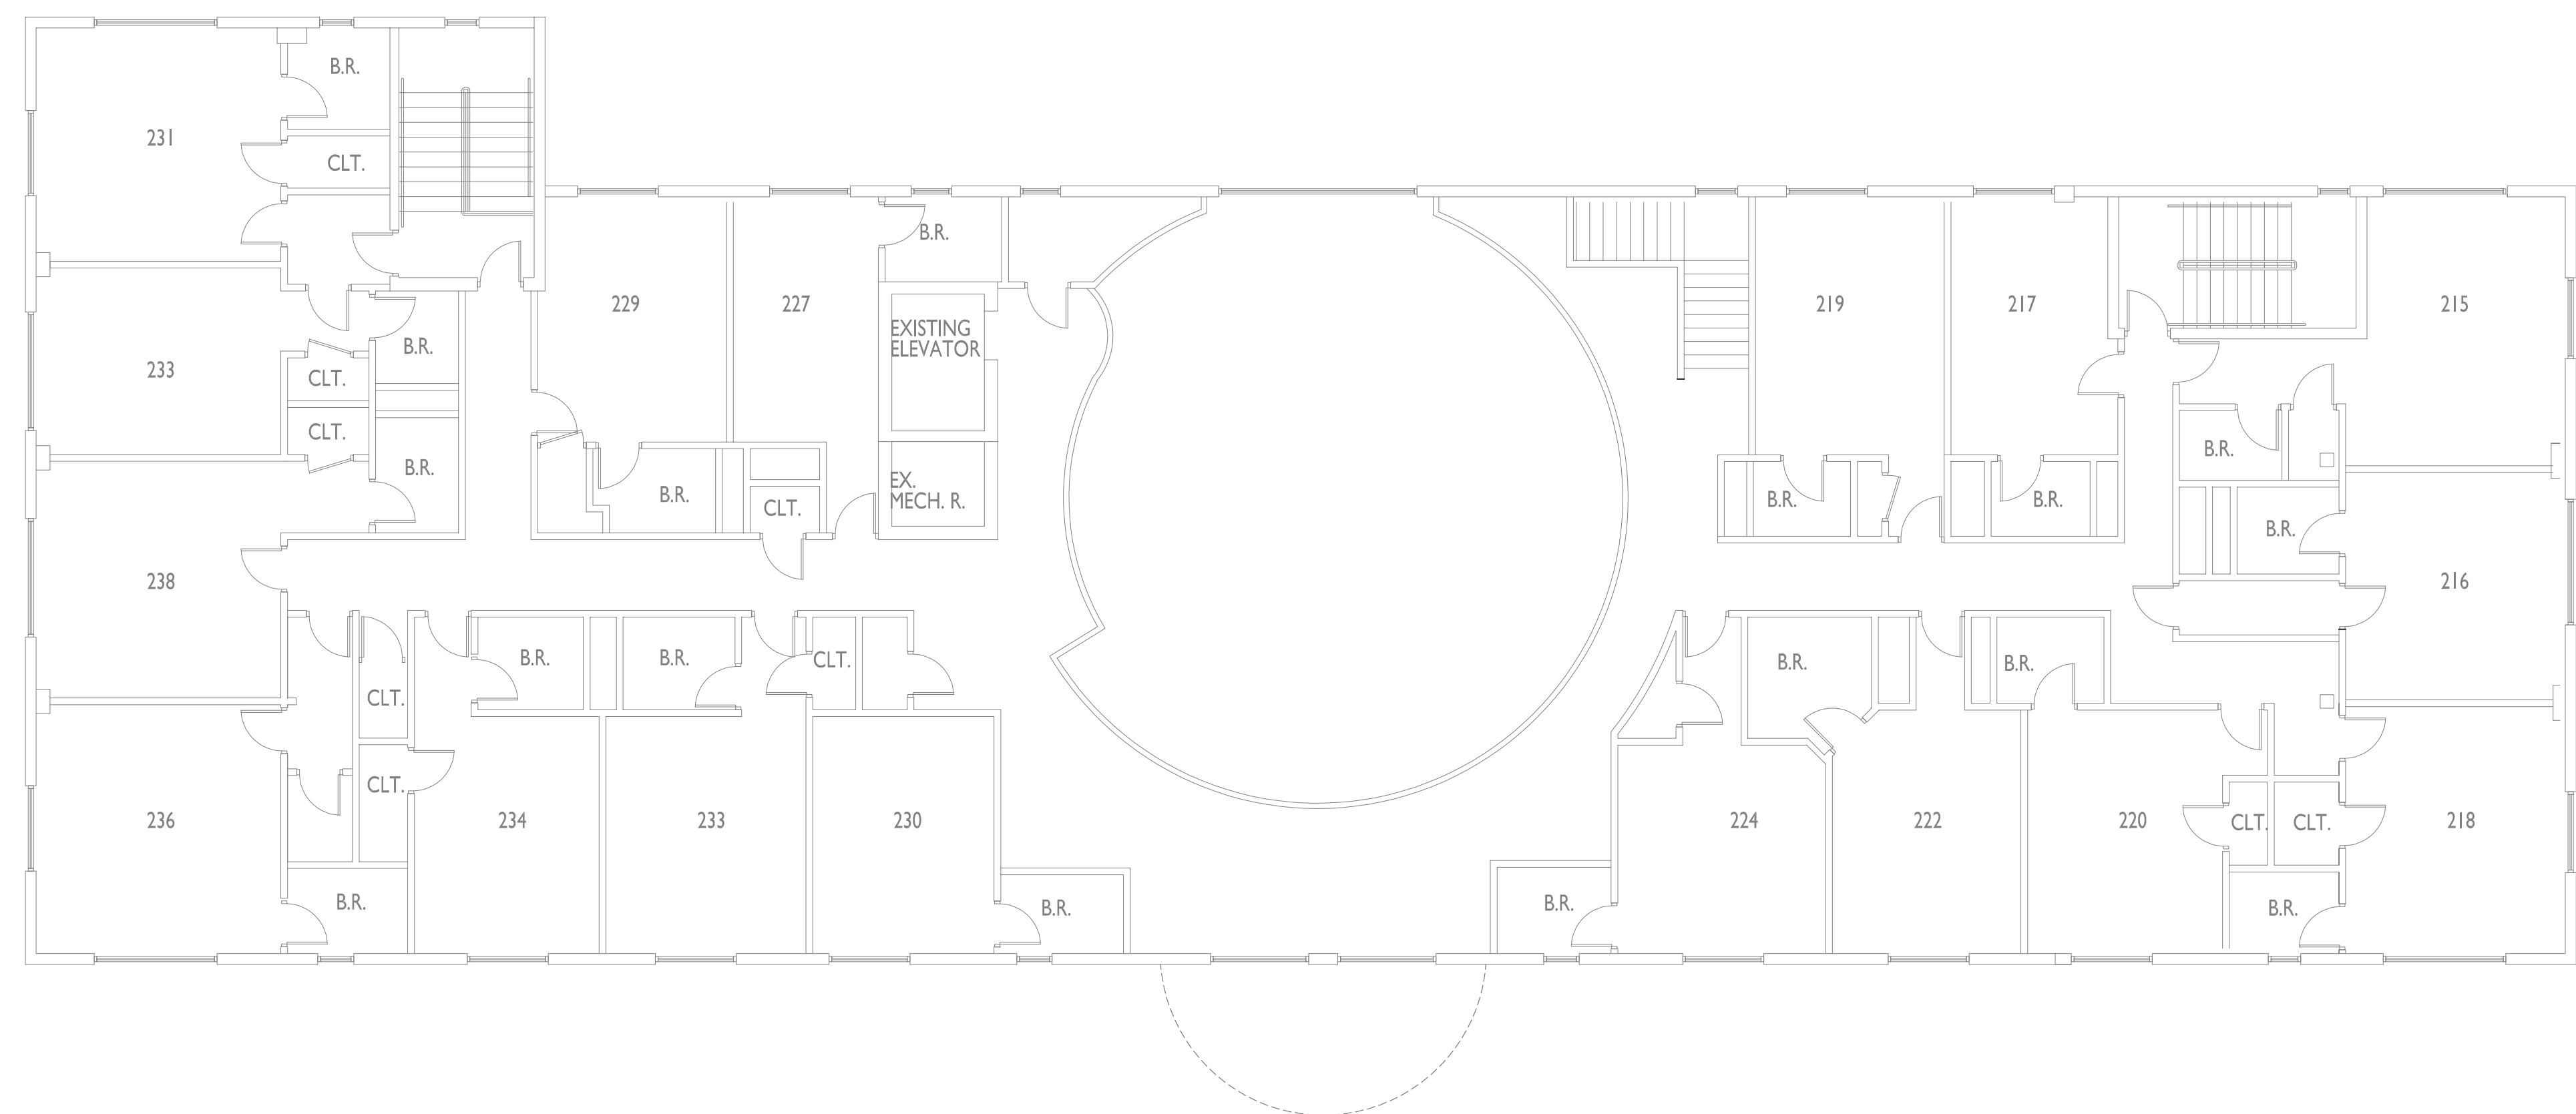 B.R.
231
CLT.
B.R.
229
227
EXISTING
ELEVATOR
219
217
215
B.R.
233
CLT.
CLT.
B.R.
B.R.
CLT.
EX.
MECH. R.
B.R.
B.R.
B.R.
B.R.
238
216
B.R.
B.R.
CLT.
B.R.
B.R.
CLT.
CLT.
236
234
233
230
224
222
220
CLT.
CLT.
218
B.R.
B.R.
B.R.
B.R.